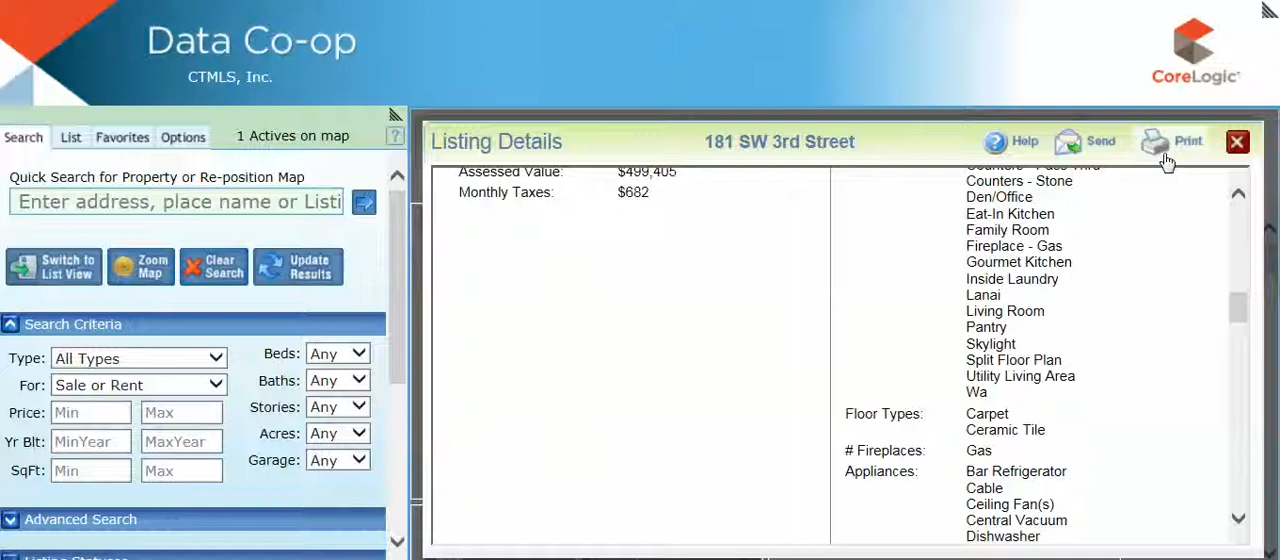 Data Co-op
CTMLS, Inc.
CoreLogic
Search List Favorites Options 1 Actives on map ?
Quick Search for Property or Re-position Map
Enter address, place name or Listi
Switch to List View
Zoom Map
Clear Search
Update Results
Search Criteria
Type: All Types
For: Sale or Rent
Price: Min Max
Yr Blt: MinYear MaxYear
SqFt: Min Max
Beds: Any
Baths: Any
Stories: Any
Acres: Any
Garage: Any
Advanced Search
Listing Statuses
Listing Details 181 SW 3rd Street ? Help Send Print X
Assessed Value: $499,405
Monthly Taxes: $682
Counters - Pass Thru
Counters - Stone
Den/Office
Eat-In Kitchen
Family Room
Fireplace - Gas
Gourmet Kitchen
Inside Laundry
Lanai
Living Room
Pantry
Skylight
Split Floor Plan
Utility Living Area
Wa
Floor Types: Carpet
Ceramic Tile
# Fireplaces: Gas
Appliances: Bar Refrigerator
Cable
Ceiling Fan(s)
Central Vacuum
Dishwasher